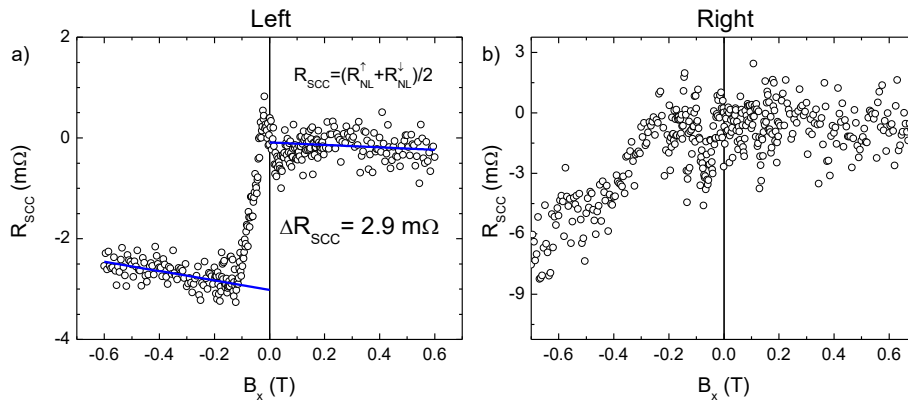 Left
Right
a)
b)
R_SCC=(R_NL^↑+R_NL^↓)/2
ΔR_SCC= 2.9 mΩ
R_SCC (mΩ)
2
0
-2
-4
-0.6 -0.4 -0.2 0.0 0.2 0.4 0.6
B_x (T)
R_SCC (mΩ)
3
0
-3
-6
-9
-0.6 -0.4 -0.2 0.0 0.2 0.4 0.6
B_x (T)